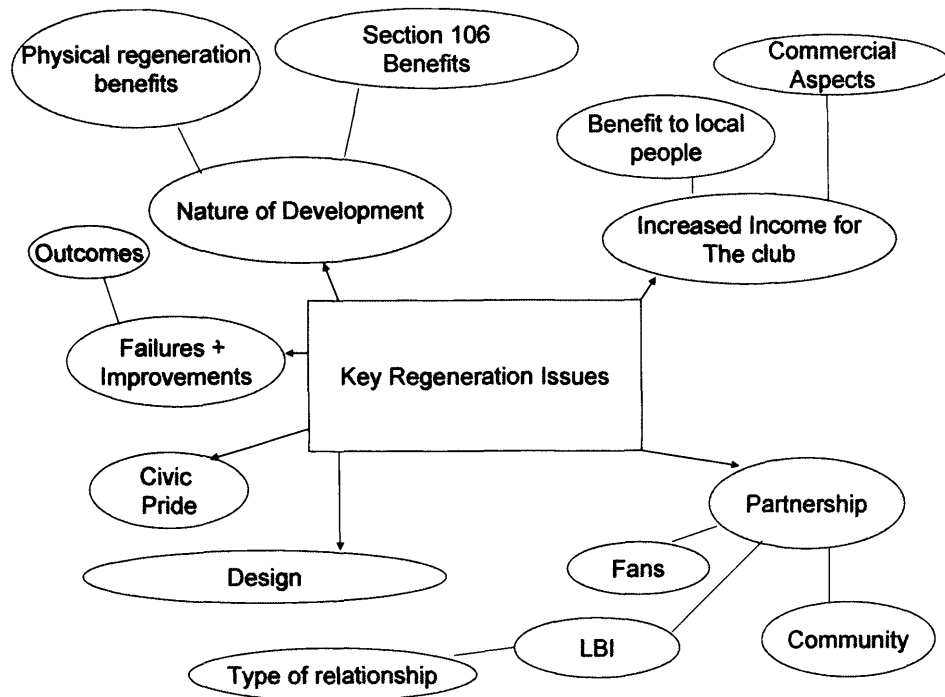 Physical regeneration
benefits
Section 106
Benefits
Commercial
Aspects
Benefit to local
people
Nature of Development
Increased Income for
The club
Outcomes
Failures +
Improvements
Key Regeneration Issues
Civic
Pride
Partnership
Design
Fans
LBI
Community
Type of relationship